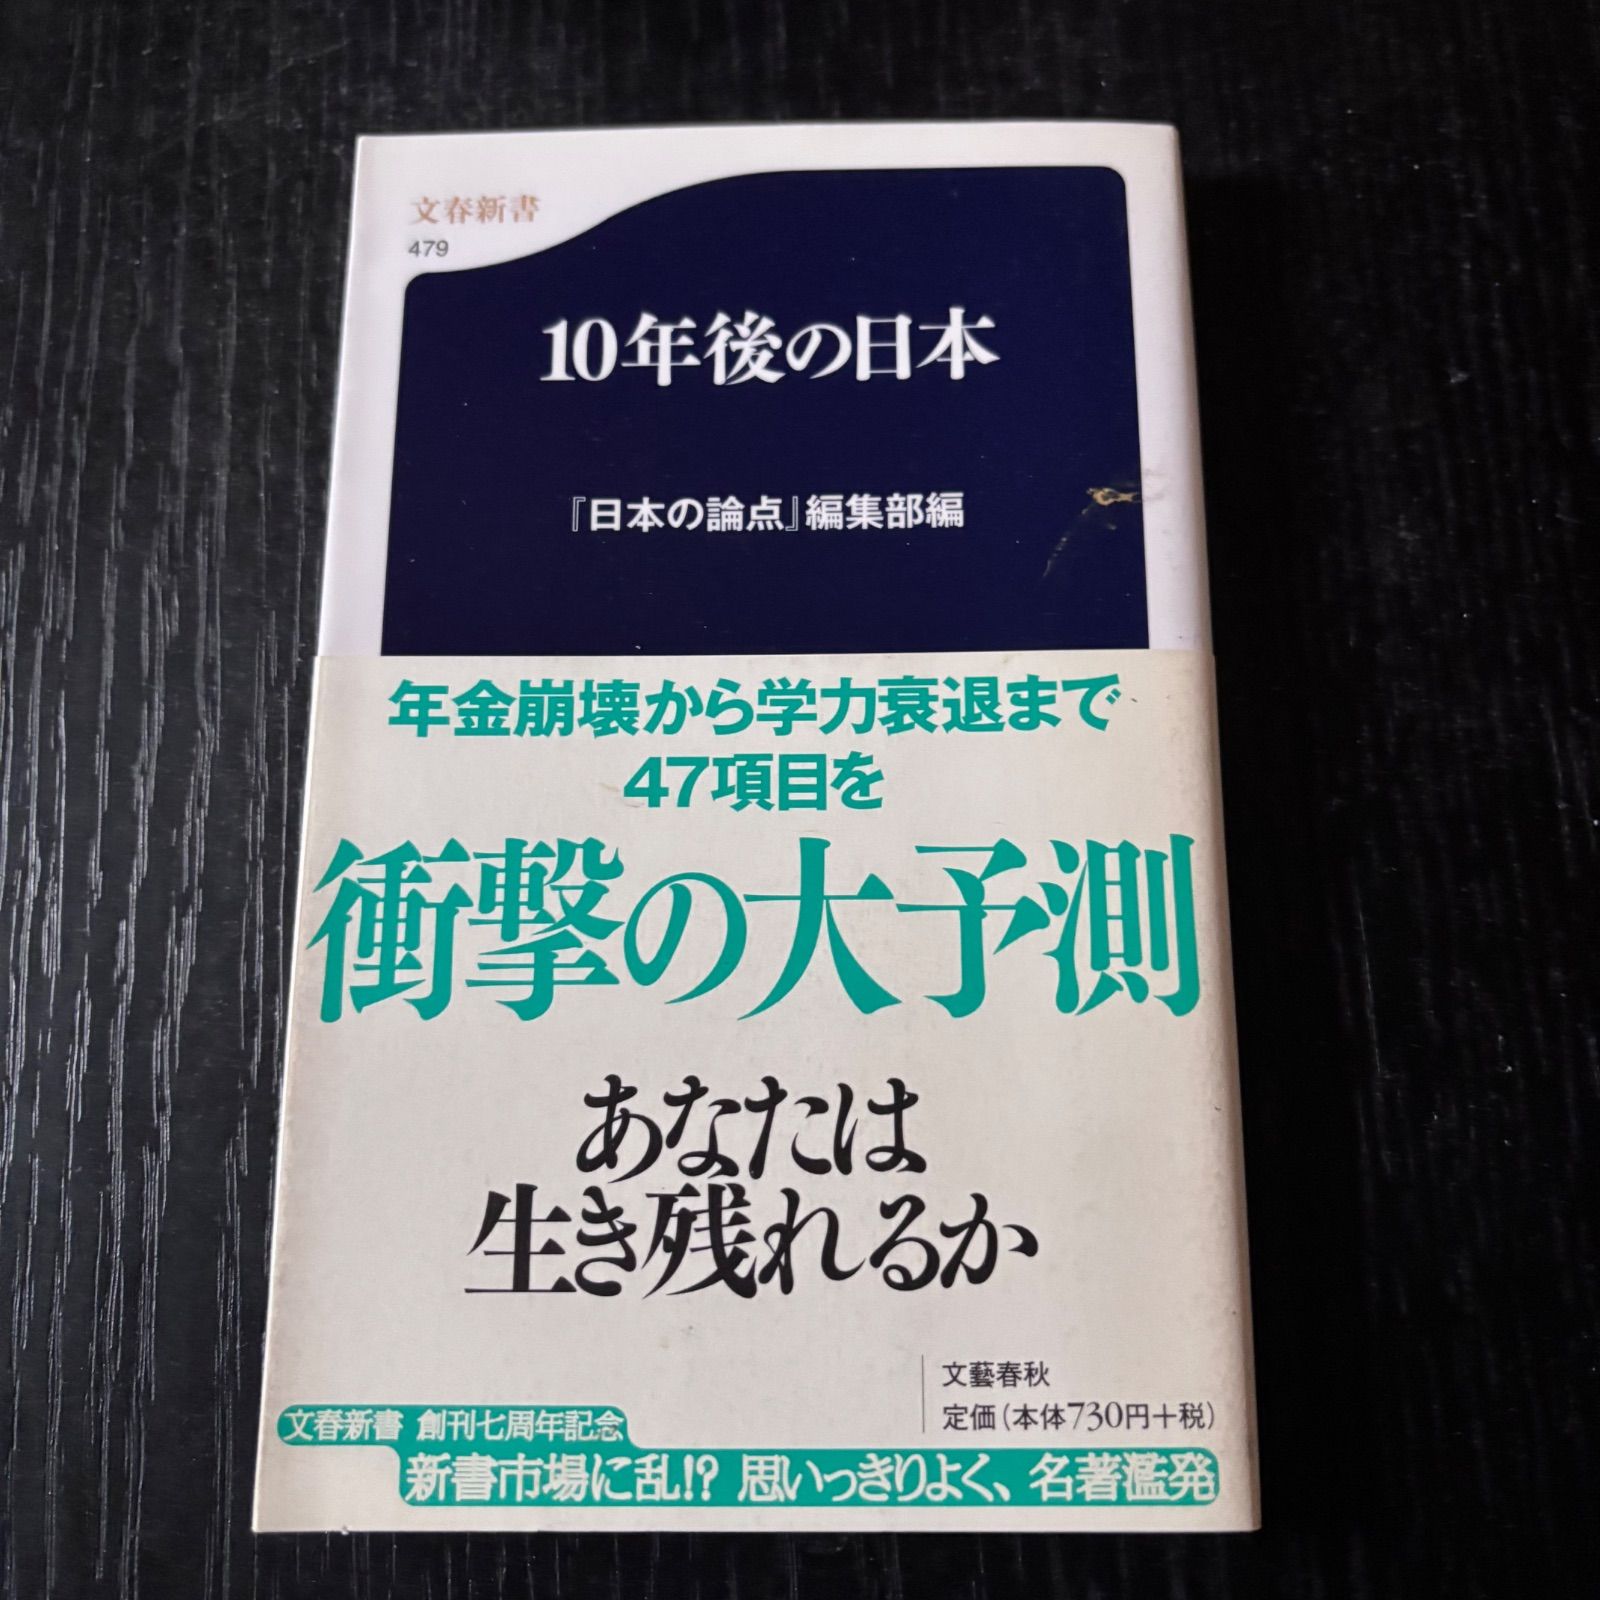 文春新書
479
10年後の日本
『日本の論点』編集部編
年金崩壊から学力衰退まで
47項目を
衝撃の大予測
あなたは
生き残れるか
文藝春秋
定価(本体730円+税)
文春新書 創刊七周年記念
新書市場に乱!? 思いっきりよく、名著濫発